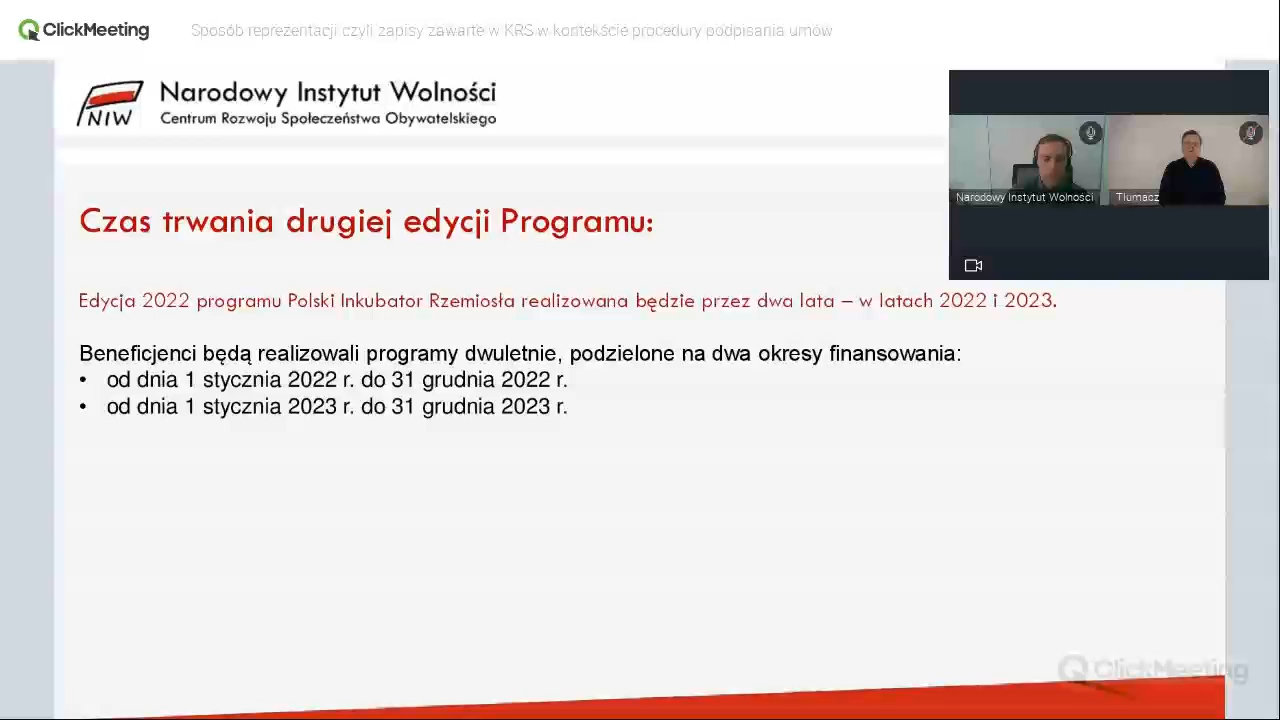 ClickMeeting
Sposób reprezentacji czyli zapisy zawarte w KRS w kontekście procedury podpisania umów
NIW
Narodowy Instytut Wolności
Centrum Rozwoju Społeczeństwa Obywatelskiego
Narodowy Instytut Wolności
Tlumacz
Czas trwania drugiej edycji Programu:
Edycja 2022 programu Polski Inkubator Rzemiosła realizowana będzie przez dwa lata – w latach 2022 i 2023.
Beneficjenci będą realizowali programy dwuletnie, podzielone na dwa okresy finansowania:
• od dnia 1 stycznia 2022 r. do 31 grudnia 2022 r.
• od dnia 1 stycznia 2023 r. do 31 grudnia 2023 r.
ClickMeeting